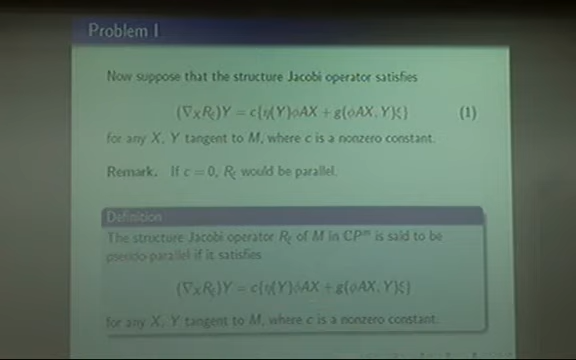 Problem I
Now suppose that the structure Jacobi operator satisfies
(∇_X R_ξ)Y = c{η(Y)φAX + g(φAX, Y)ξ} (1)
for any X, Y tangent to M, where c is a nonzero constant.
Remark. If c = 0, R_ξ would be parallel.
Definition
The structure Jacobi operator R_ξ of M in CP^m is said to be
pseudo-parallel if it satisfies
(∇_X R_ξ)Y = c{η(Y)φAX + g(φAX, Y)ξ}
for any X, Y tangent to M, where c is a nonzero constant.